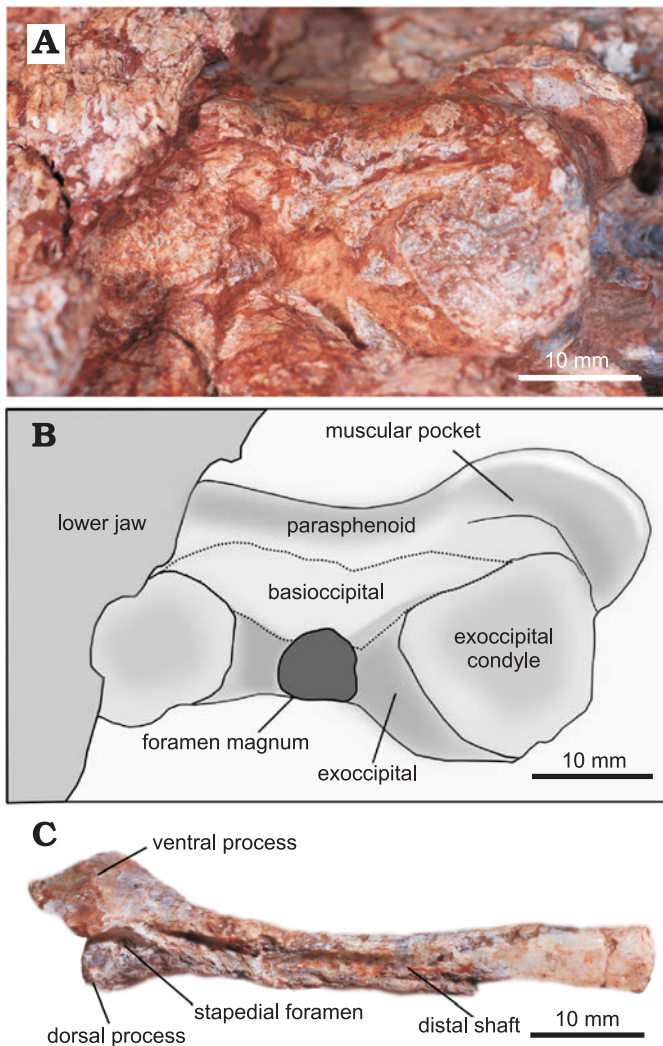 A
10 mm
B
muscular pocket
lower jaw
parasphenoid
basioccipital
exoccipital
condyle
foramen magnum
exoccipital
10 mm
C
ventral process
stapedial foramen
distal shaft
dorsal process
10 mm